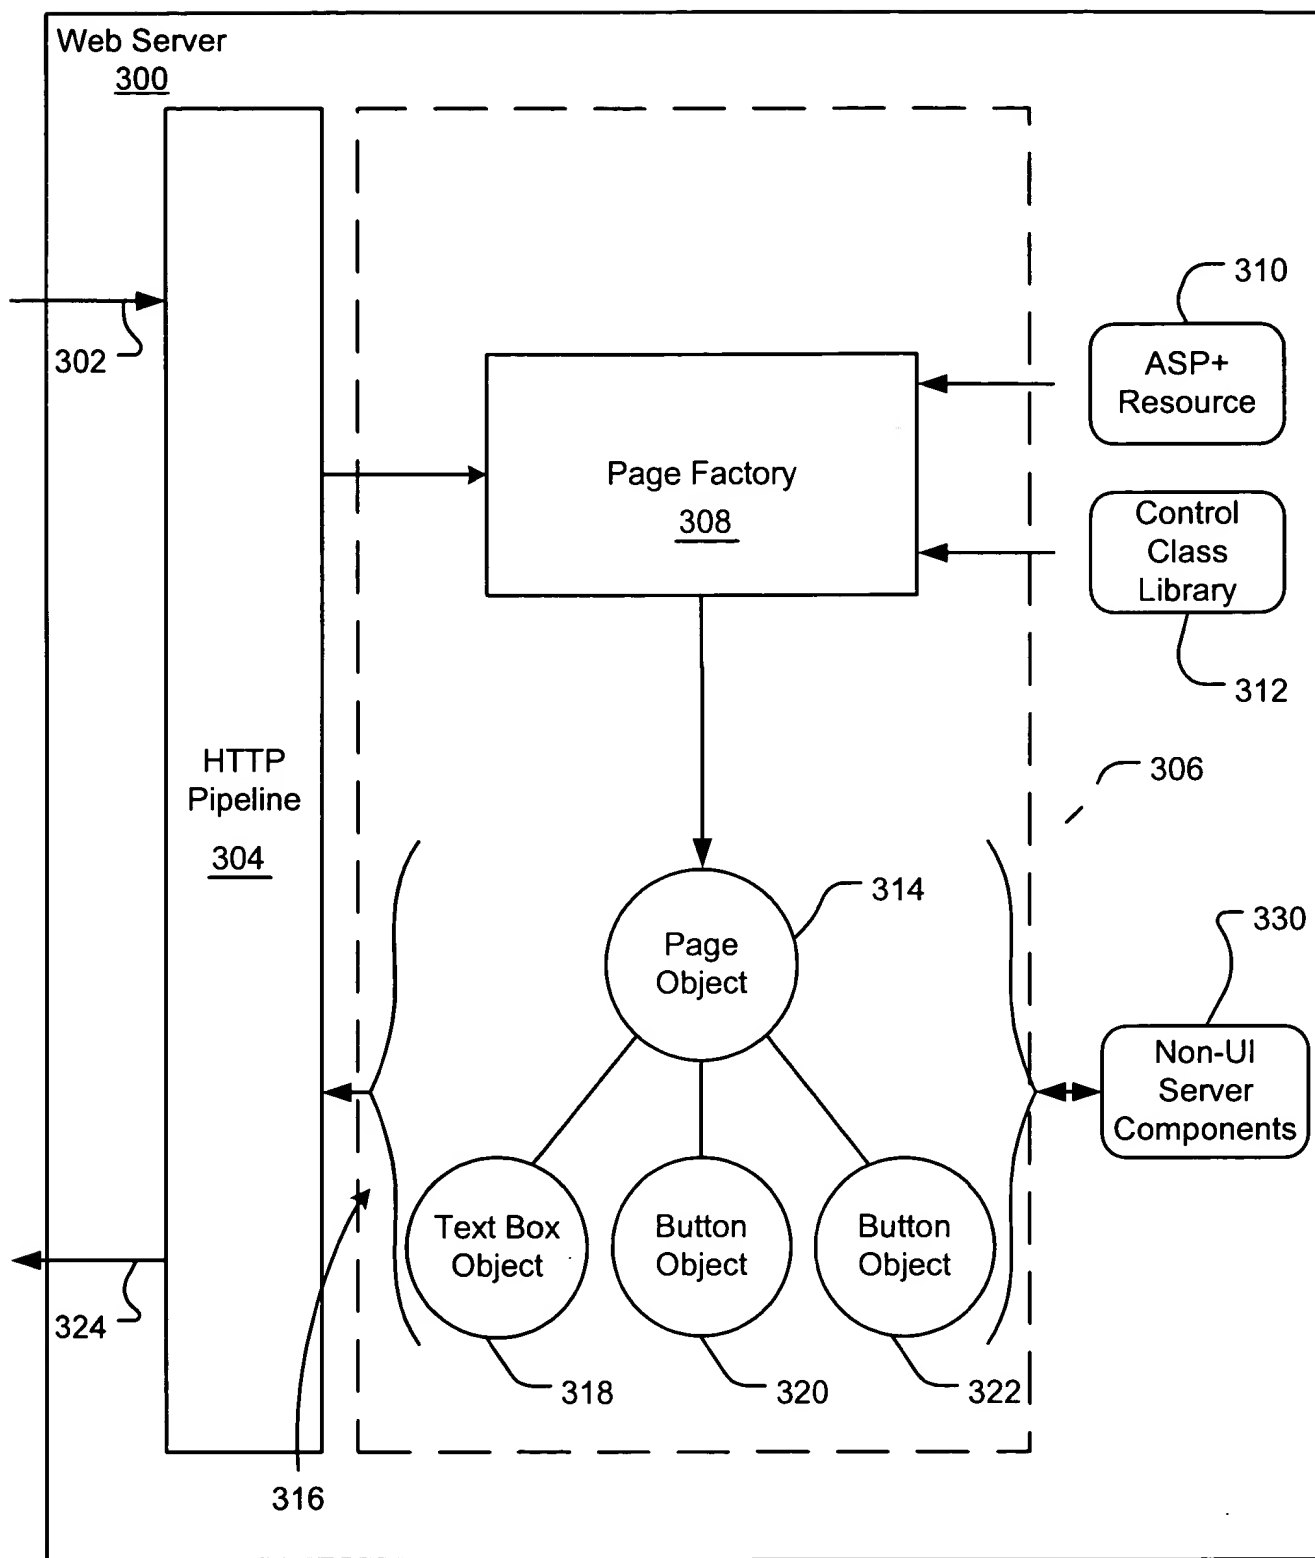 Web Server
300
310
302
ASP+
Resource
Page Factory
308
Control
Class
Library
312
HTTP
Pipeline
304
306
314
330
Page
Object
Non-UI
Server
Components
Text Box
Object
Button
Object
Button
Object
324
318
320
322
316